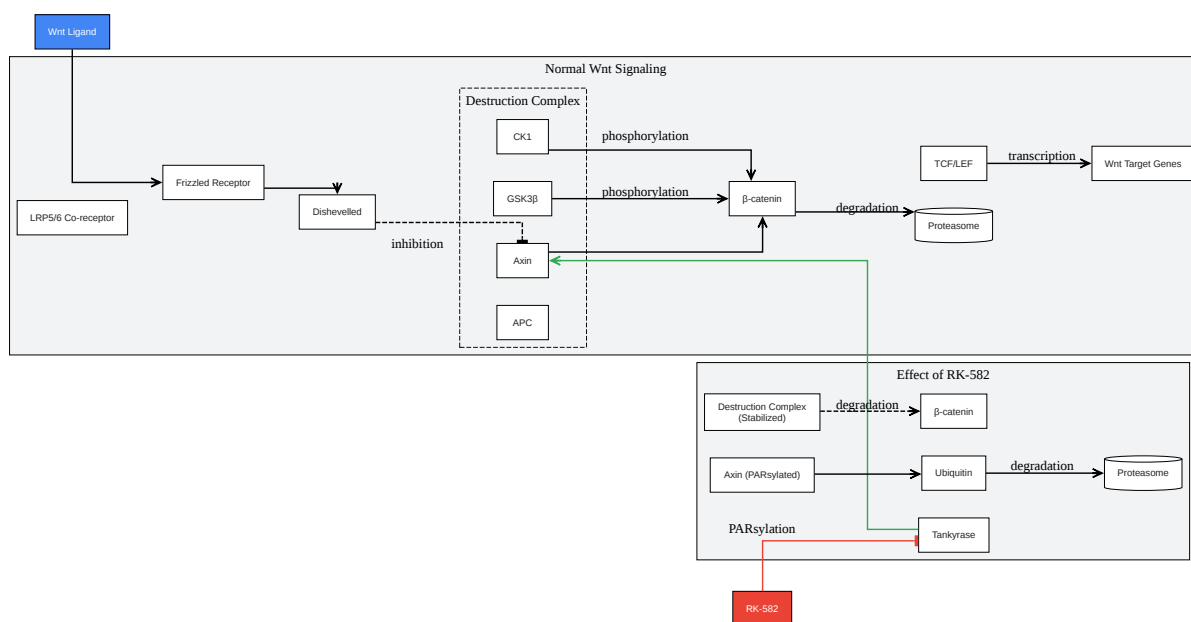 Wnt Ligand
Normal Wnt Signaling
Destruction Complex
CK1
phosphorylation
TCF/LEF
transcription
Wnt Target Genes
Frizzled Receptor
GSK3β
phosphorylation
β-catenin
degradation
Proteasome
LRP5/6 Co-receptor
Dishevelled
inhibition
Axin
APC
Effect of RK-582
Destruction Complex
(Stabilized)
degradation
β-catenin
Axin (PARsylated)
Ubiquitin
degradation
Proteasome
PARsylation
Tankyrase
RK-582